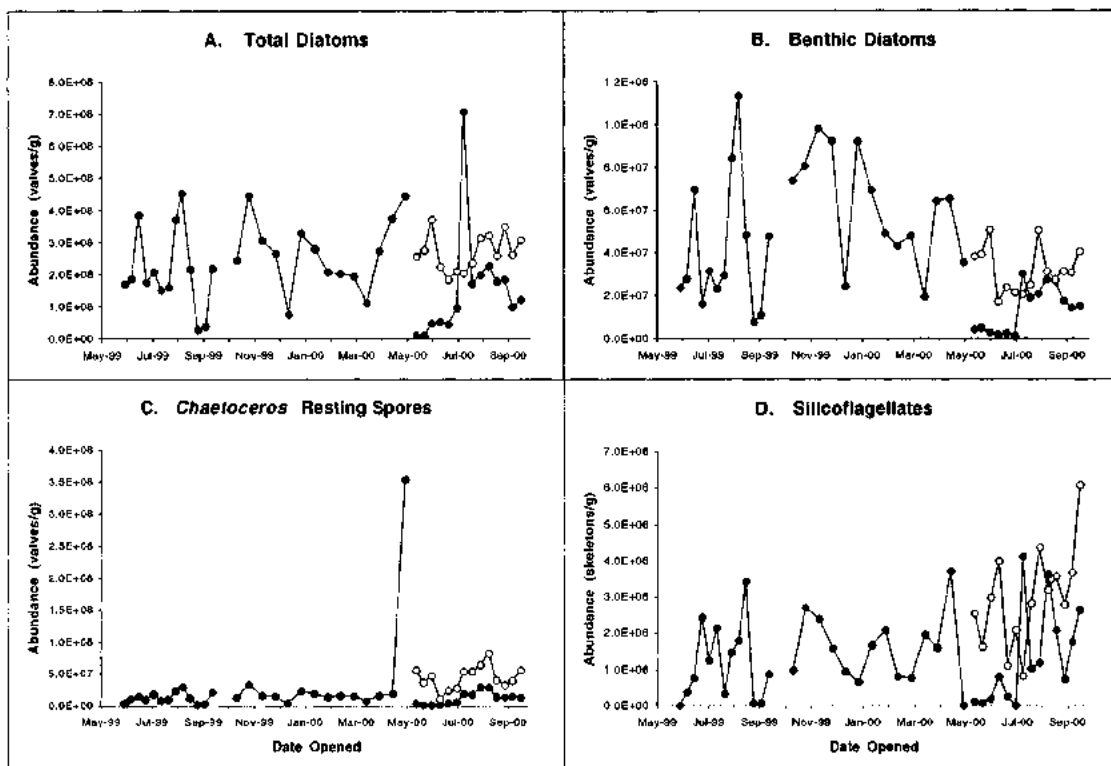 A. Total Diatoms
Abundance (valves/g)
8.0E+08
7.0E+08
6.0E+08
5.0E+08
4.0E+08
3.0E+08
2.0E+08
1.0E+08
0.0E+00
May-99 Jul-99 Sep-99 Nov-99 Jan-00 Mar-00 May-00 Jul-00 Sep-00
B. Benthic Diatoms
Abundance (valves/g)
1.2E+08
1.0E+08
8.0E+07
6.0E+07
4.0E+07
2.0E+07
0.0E+00
May-99 Jul-99 Sep-99 Nov-99 Jan-00 Mar-00 May-00 Jul-00 Sep-00
C. Chaetoceros Resting Spores
Abundance (valves/g)
4.0E+08
3.5E+08
3.0E+08
2.5E+08
2.0E+08
1.5E+08
1.0E+08
5.0E+07
0.0E+00
May-99 Jul-99 Sep-99 Nov-99 Jan-00 Mar-00 May-00 Jul-00 Sep-00
Date Opened
D. Silicoflagellates
Abundance (skeletons/g)
7.0E+06
6.0E+06
5.0E+06
4.0E+06
3.0E+06
2.0E+06
1.0E+06
0.0E+00
May-99 Jul-99 Sep-99 Nov-99 Jan-00 Mar-00 May-00 Jul-00 Sep-00
Date Opened